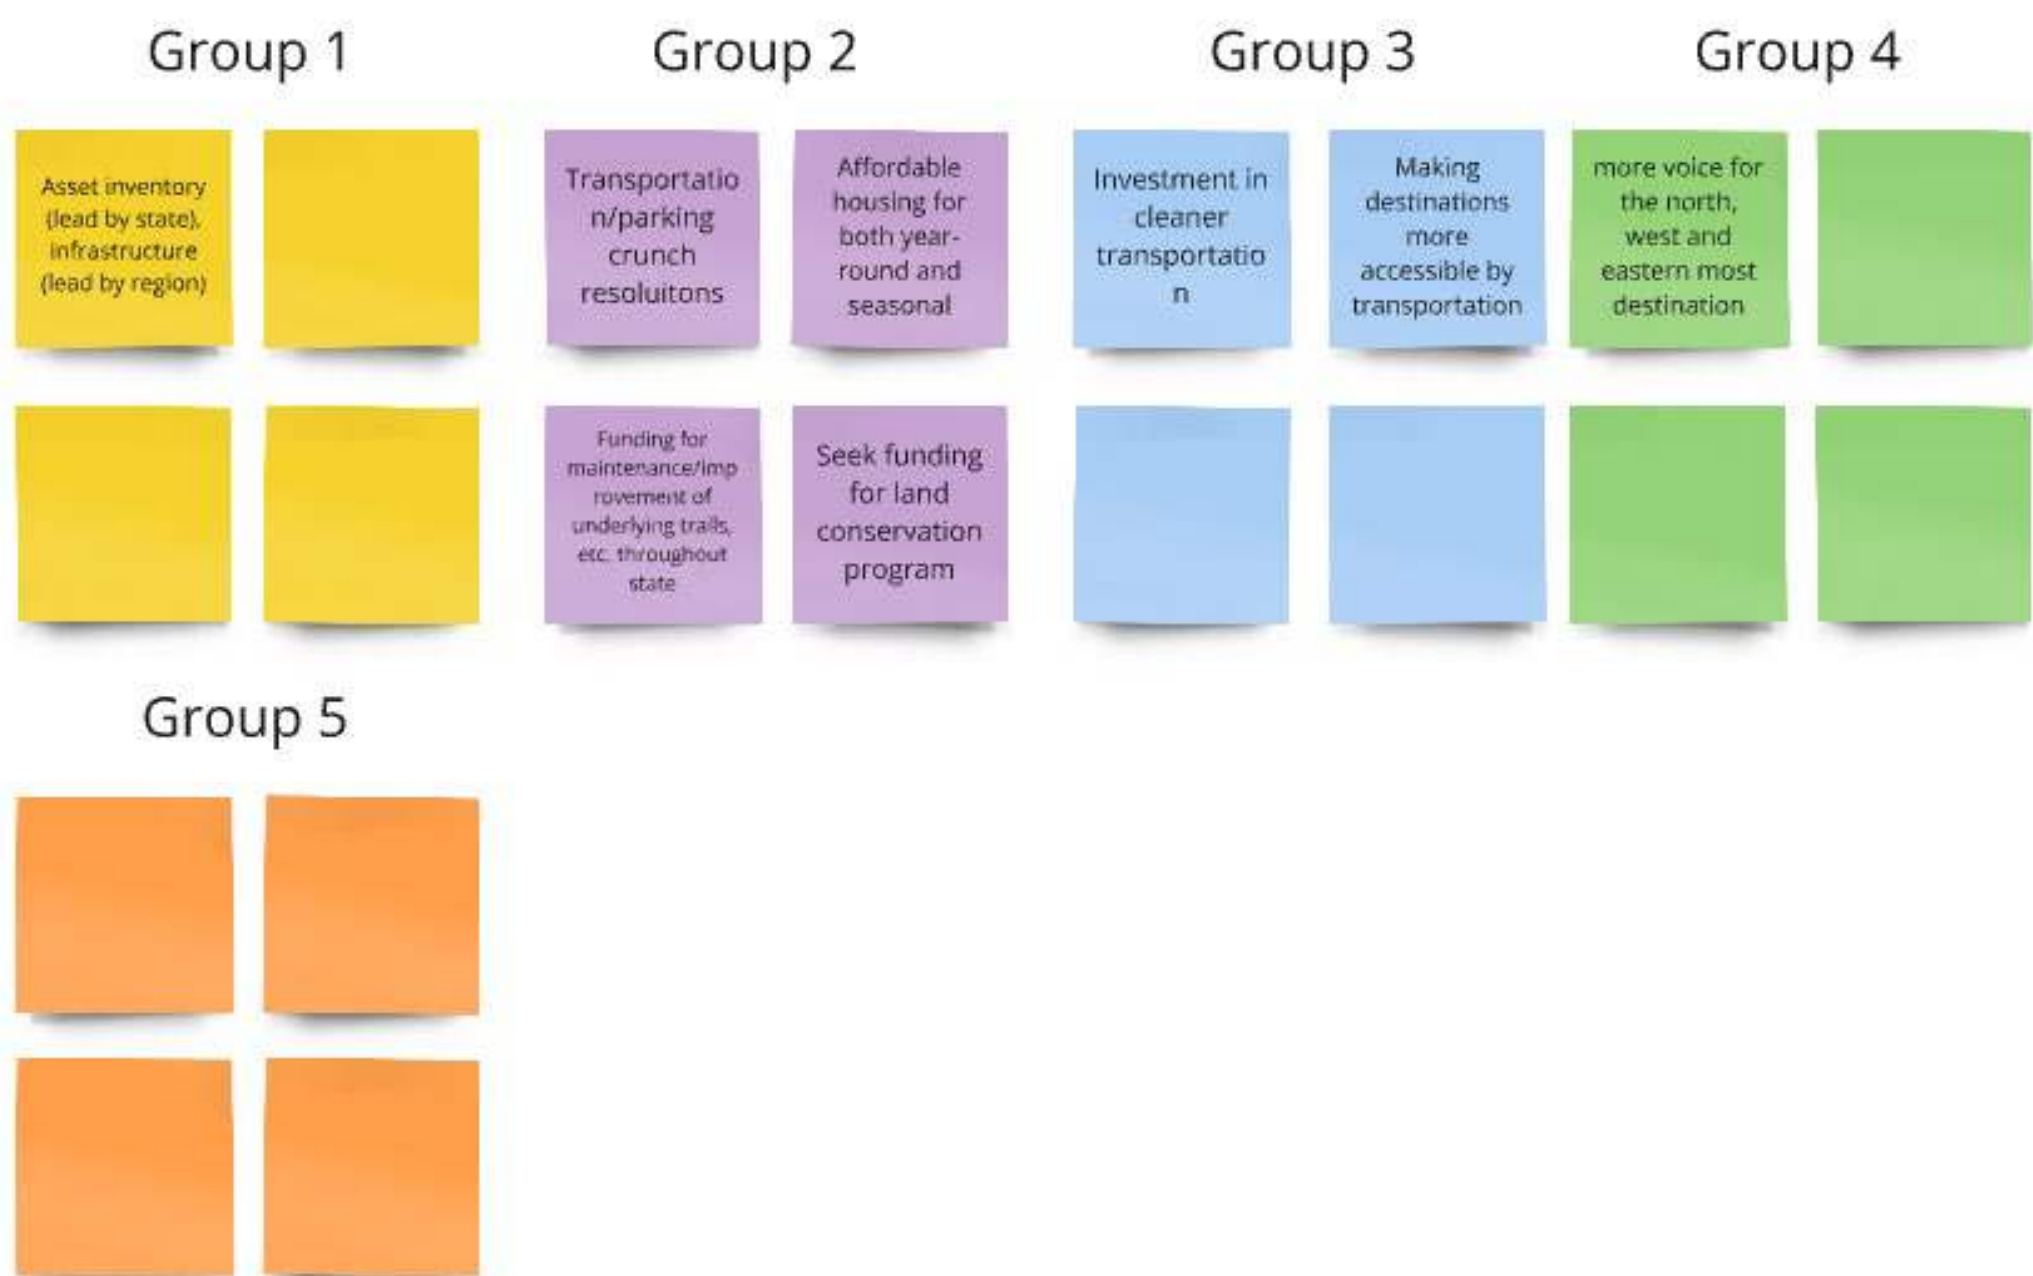 Group 1
Asset inventory
(lead by state),
infrastructure
(lead by region)
Group 2
Transportatio
n/parking
crunch
resoluitons
Affordable
housing for
both year-
round and
seasonal
Funding for
maintenance/imp
rovement of
underlying trails,
etc. throughout
state
Seek funding
for land
conservation
program
Group 3
Investment in
cleaner
transportatio
n
Making
destinations
more
accessible by
transportation
Group 4
more voice for
the north,
west and
eastern most
destination
Group 5